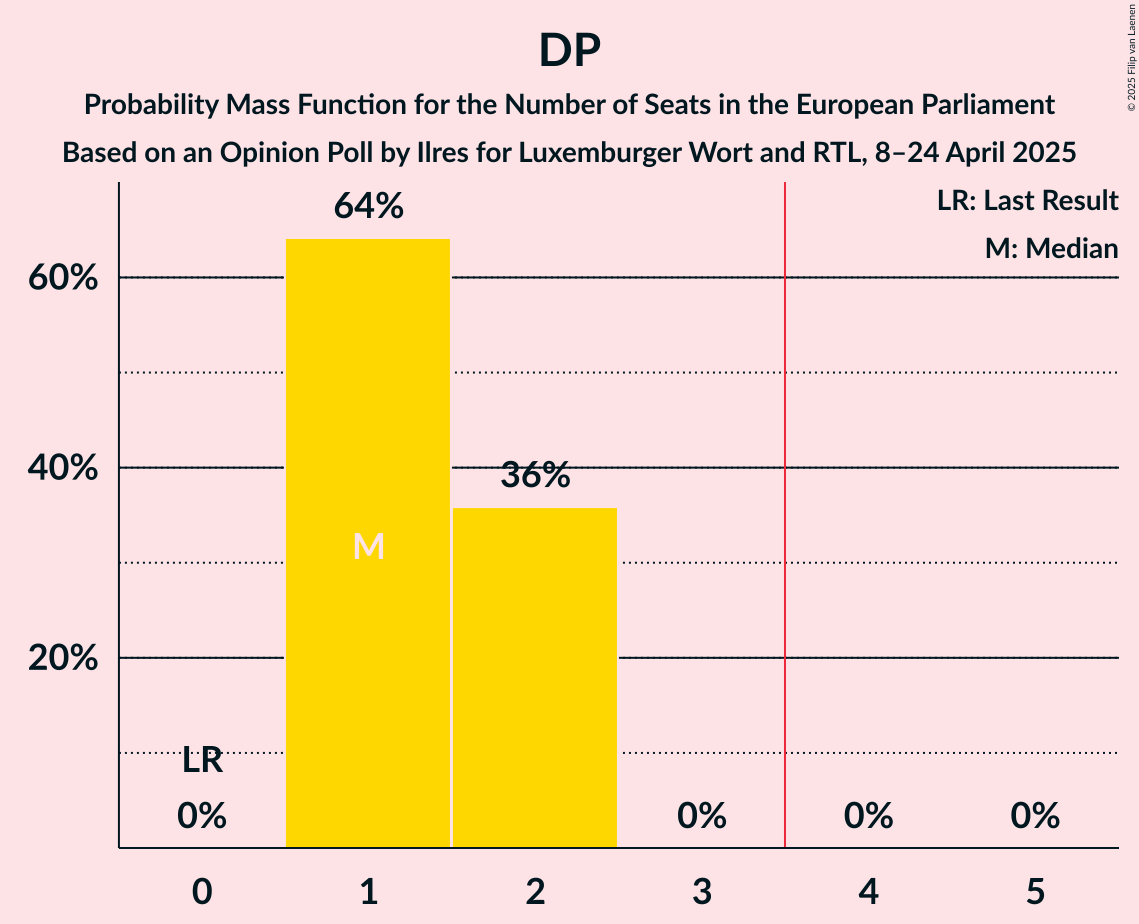 DP
Probability Mass Function for the Number of Seats in the European Parliament
Based on an Opinion Poll by Ilres for Luxemburger Wort and RTL, 8–24 April 2025
© 2025 Filip van Laenen
LR: Last Result
M: Median
64%
60%
40%
36%
M
20%
LR
0%
0%
0%
0%
0
1
2
3
4
5